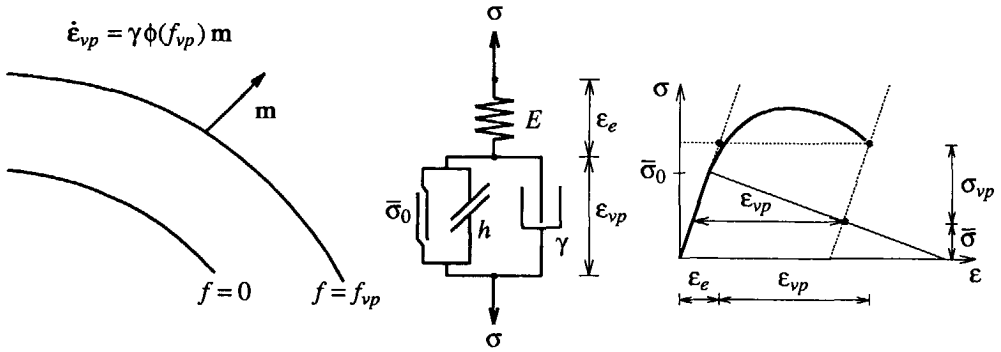 ε̇_vp = γϕ(f_vp) m
m
f = 0
f = f_vp
σ
E
ε_e
σ̄_0
h
γ
ε_vp
σ
σ
σ̄_0
ε_vp
σ_vp
σ̄
ε
ε_e
ε_vp